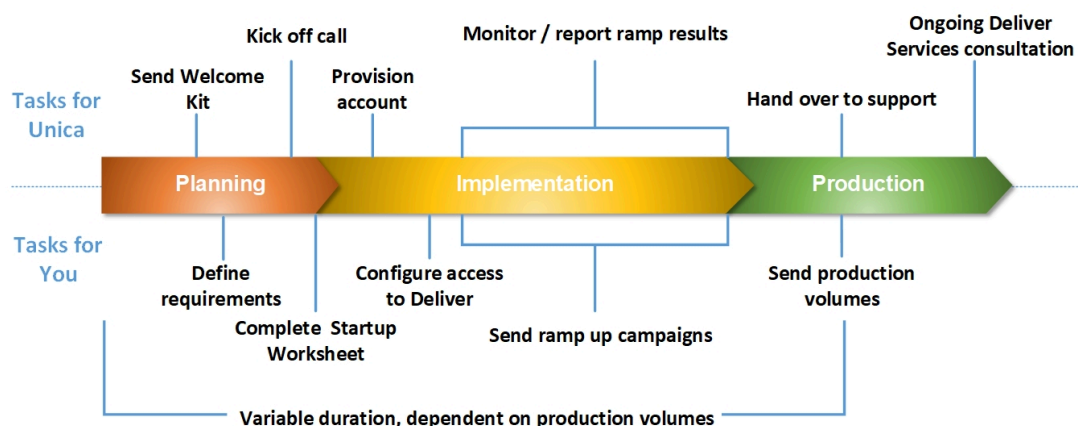 Ongoing Deliver
Services consultation
Kick off call
Monitor / report ramp results
Send Welcome
Kit
Provision
account
Hand over to support
Tasks for
Unica
Planning
Implementation
Production
Tasks for
You
Define
requirements
Configure access
to Deliver
Send production
volumes
Complete Startup
Worksheet
Send ramp up campaigns
Variable duration, dependent on production volumes